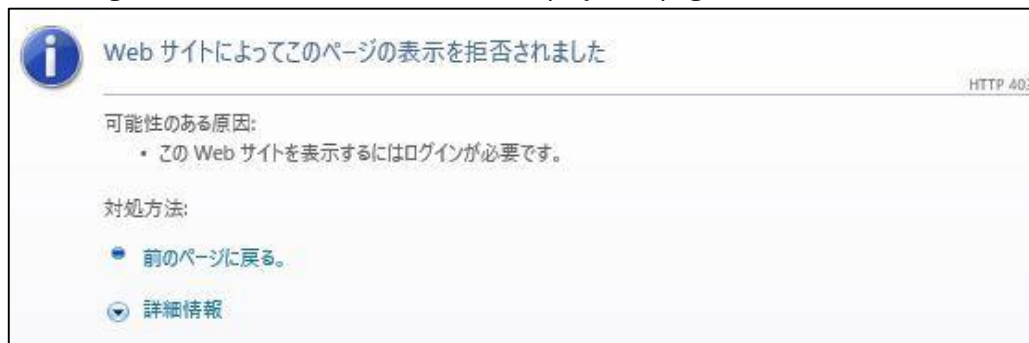 Web サイトによってこのページの表示を拒否されました
HTTP 403
可能性のある原因:
• この Web サイトを表示するにはログインが必要です。
対処方法:
前のページに戻る。
詳細情報